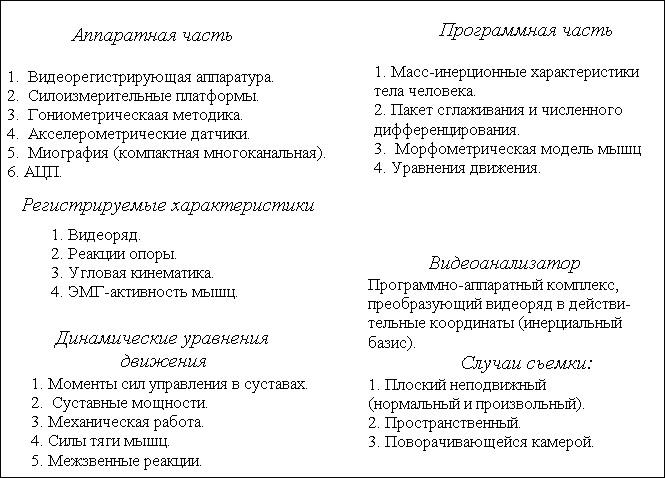 Аппаратная часть
1. Видеорегистрирующая аппаратура.
2. Силоизмерительные платформы.
3. Гониометрическаая методика.
4. Акселерометрические датчики.
5. Миография (компактная многоканальная).
6. АЦП.
Регистрируемые характеристики
1. Видеоряд.
2. Реакции опоры.
3. Угловая кинематика.
4. ЭМГ-активность мышц.
Динамические уравнения
движения
1. Моменты сил управления в суставах.
2. Суставные мощности.
3. Механическая работа.
4. Силы тяги мышц.
5. Межзвенные реакции.
Программная часть
1. Масс-инерционные характеристики
тела человека.
2. Пакет сглаживания и численного
дифференцирования.
3. Морфометрическая модель мышц
4. Уравнения движения.
Видеоанализатор
Программно-аппаратный комплекс,
преобразующий видеоряд в действи-
тельные координаты (инерциальный
базис).
Случаи съемки:
1. Плоский неподвижный
(нормальный и произвольный).
2. Пространственный.
3. Поворачивающейся камерой.